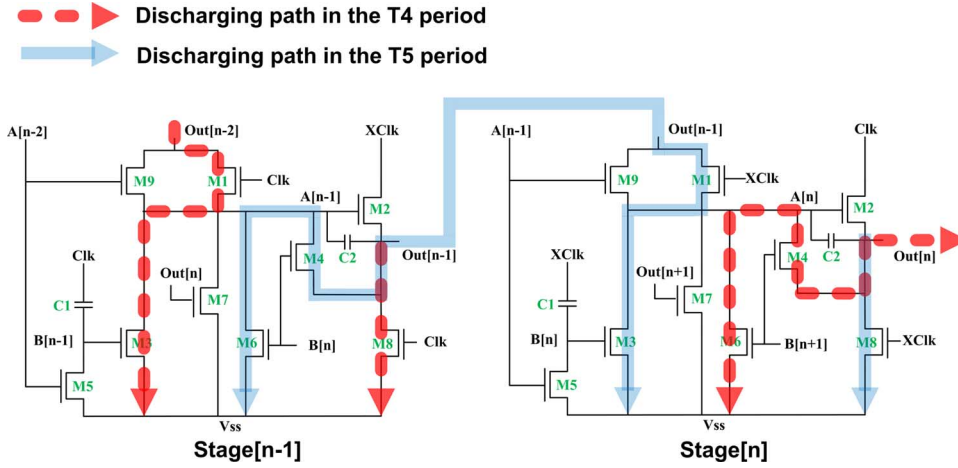 Discharging path in the T4 period
Discharging path in the T5 period
A[n-2] Out[n-2] XClk A[n-1] Out[n-1] Clk
M9 M1 Clk M9 M1 XClk
A[n-1] M2 A[n] M2
Clk M4 C2 Out[n-1] XClk M4 C2 Out[n]
Out[n] Out[n+1]
C1 M7 C1 M7
B[n-1] M3 M6 B[n] M8 Clk B[n] M3 M6 B[n+1] M8 XClk
M5 M5
Vss Vss
Stage[n-1] Stage[n]